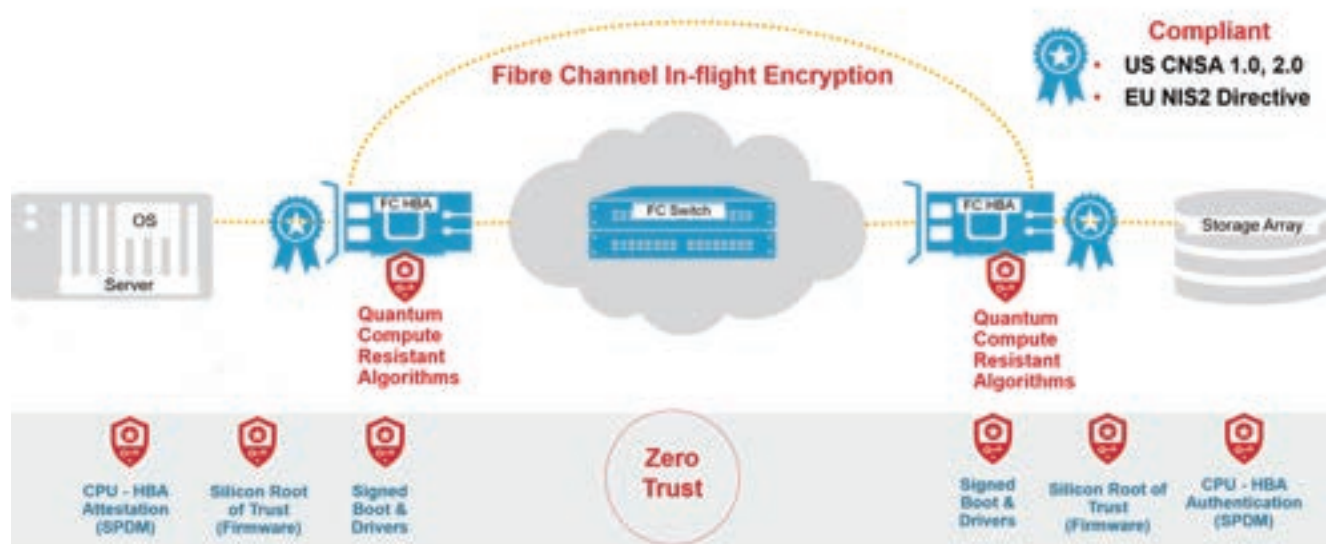 Compliant
• US CNSA 1.0, 2.0
• EU NIS2 Directive
Fibre Channel In-flight Encryption
OS
Server
FC HBA
FC Switch
FC HBA
Storage Array
Quantum
Compute
Resistant
Algorithms
Quantum
Compute
Resistant
Algorithms
CPU - HBA
Attestation
(SPDM)
Silicon Root
of Trust
(Firmware)
Signed
Boot &
Drivers
Zero
Trust
Signed
Boot &
Drivers
Silicon Root of
Trust
(Firmware)
CPU - HBA
Authentication
(SPDM)